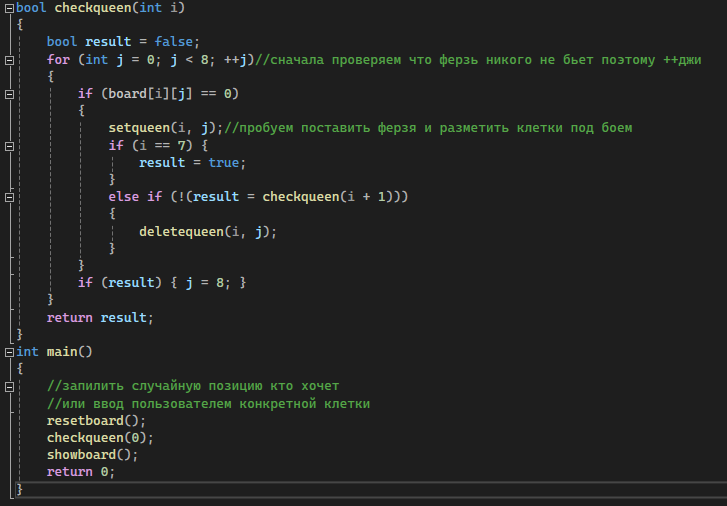 bool checkqueen(int i)
{
    bool result = false;
    for (int j = 0; j < 8; ++j)//сначала проверяем что ферзь никого не бьет поэтому ++джи
    {
        if (board[i][j] == 0)
        {
            setqueen(i, j);//пробуем поставить ферзя и разметить клетки под боем
            if (i == 7) {
                result = true;
            }
            else if (!(result = checkqueen(i + 1)))
            {
                deletequeen(i, j);
            }
        }
        if (result) { j = 8; }
    }
    return result;
}
int main()
{
    //запилить случайную позицию кто хочет
    //или ввод пользователем конкретной клетки
    resetboard();
    checkqueen(0);
    showboard();
    return 0;
}